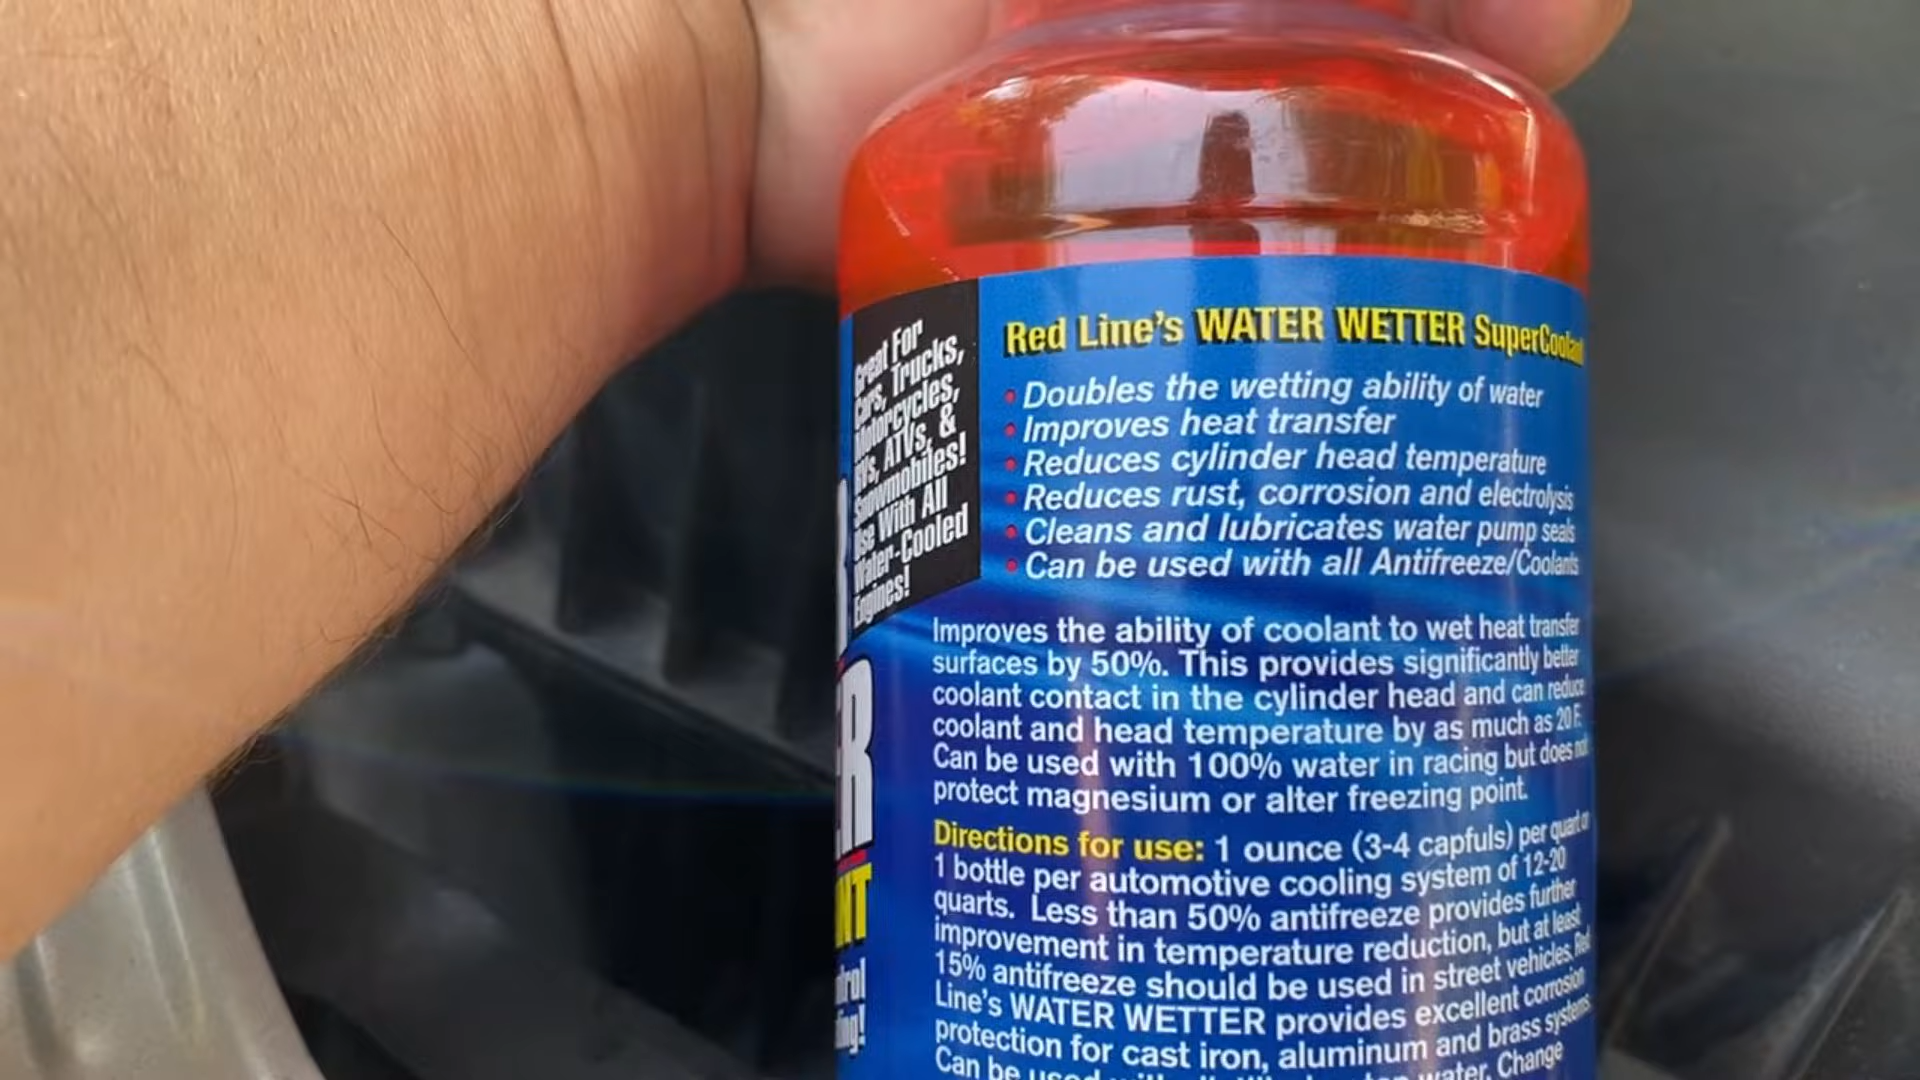 Great For
Cars, Trucks,
Motorcycles,
ATVs, &
Snowmobiles!
Use With All
Water-Cooled
Engines!
ER
NT
Red Line's WATER WETTER SuperCoolant
• Doubles the wetting ability of water
• Improves heat transfer
• Reduces cylinder head temperature
• Reduces rust, corrosion and electrolysis
• Cleans and lubricates water pump seals
• Can be used with all Antifreeze/Coolants
Improves the ability of coolant to wet heat transfer
surfaces by 50%. This provides significantly better
coolant contact in the cylinder head and can reduce
coolant and head temperature by as much as 20 F.
Can be used with 100% water in racing but does not
protect magnesium or alter freezing point.
Directions for use: 1 ounce (3-4 capfuls) per quart or
1 bottle per automotive cooling system of 12-20
quarts. Less than 50% antifreeze provides further
improvement in temperature reduction, but at least
15% antifreeze should be used in street vehicles. Red
Line's WATER WETTER provides excellent corrosion
protection for cast iron, aluminum and brass systems.
Can be used water. Change